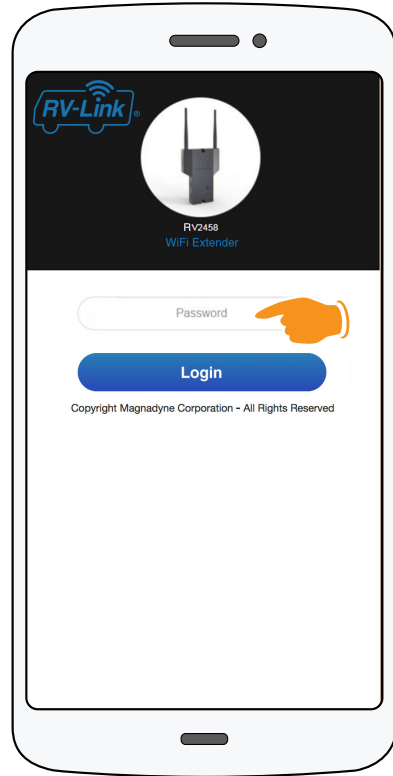 RV-Link®
RV2458
WiFi Extender
Password
Login
Copyright Magnadyne Corporation - All Rights Reserved